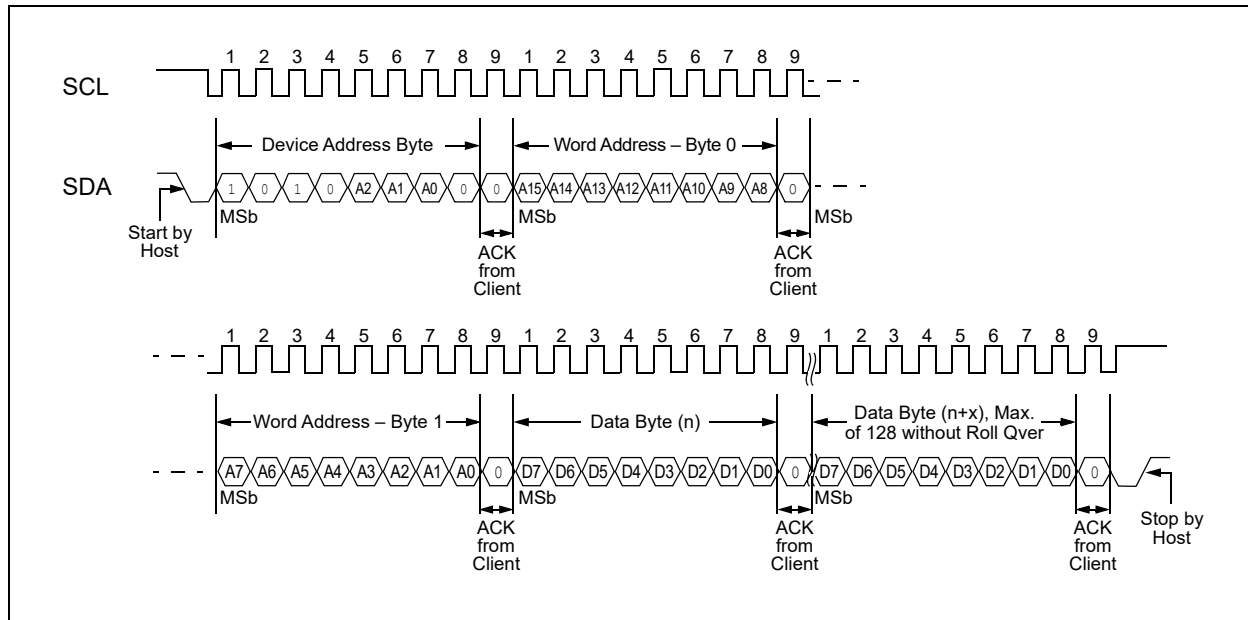 1 2 3 4 5 6 7 8 9 1 2 3 4 5 6 7 8 9
SCL
Device Address Byte
Word Address – Byte 0
SDA
1 0 1 0 A2 A1 A0 0 0 A15 A14 A13 A12 A11 A10 A9 A8 0
MSb
MSb
MSb
Start by
Host
ACK
from
Client
ACK
from
Client
1 2 3 4 5 6 7 8 9 1 2 3 4 5 6 7 8 9 1 2 3 4 5 6 7 8 9
Word Address – Byte 1
Data Byte (n)
Data Byte (n+x), Max.
of 128 without Roll Qver
A7 A6 A5 A4 A3 A2 A1 A0 0 D7 D6 D5 D4 D3 D2 D1 D0 0 D7 D6 D5 D4 D3 D2 D1 D0 0
MSb
MSb
MSb
ACK
from
Client
ACK
from
Client
ACK
from
Client
Stop by
Host